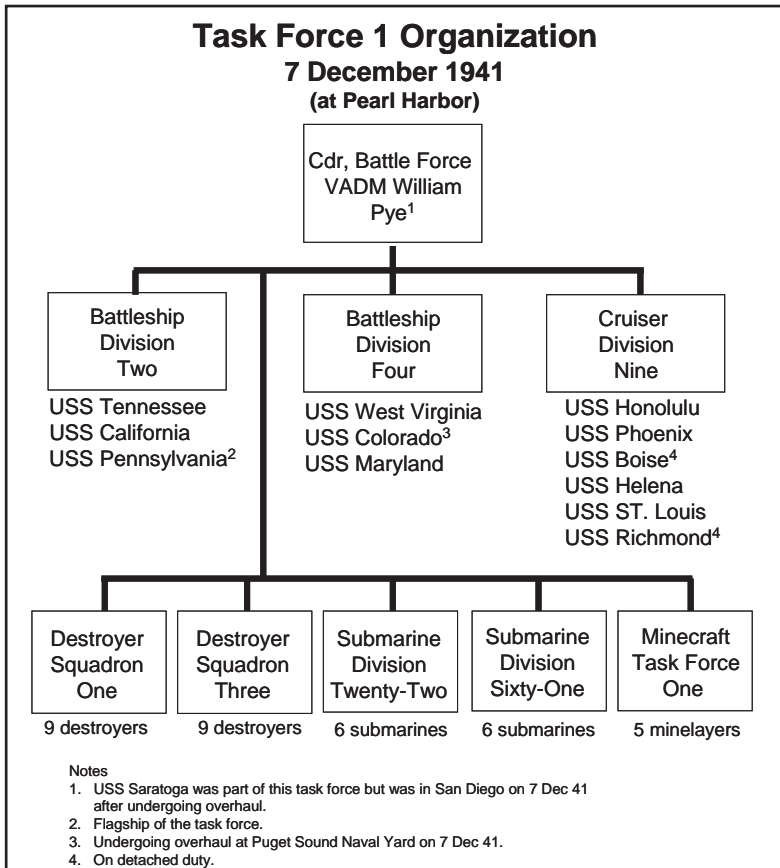 Task Force 1 Organization
7 December 1941
(at Pearl Harbor)
Cdr, Battle Force
VADM William
Pye1
Battleship
Division
Two
USS Tennessee
USS California
USS Pennsylvania2
Battleship
Division
Four
USS West Virginia
USS Colorado3
USS Maryland
Cruiser
Division
Nine
USS Honolulu
USS Phoenix
USS Boise4
USS Helena
USS ST. Louis
USS Richmond4
Destroyer
Squadron
One
9 destroyers
Destroyer
Squadron
Three
9 destroyers
Submarine
Division
Twenty-Two
6 submarines
Submarine
Division
Sixty-One
6 submarines
Minecraft
Task Force
One
5 minelayers
Notes
1. USS Saratoga was part of this task force but was in San Diego on 7 Dec 41
after undergoing overhaul.
2. Flagship of the task force.
3. Undergoing overhaul at Puget Sound Naval Yard on 7 Dec 41.
4. On detached duty.